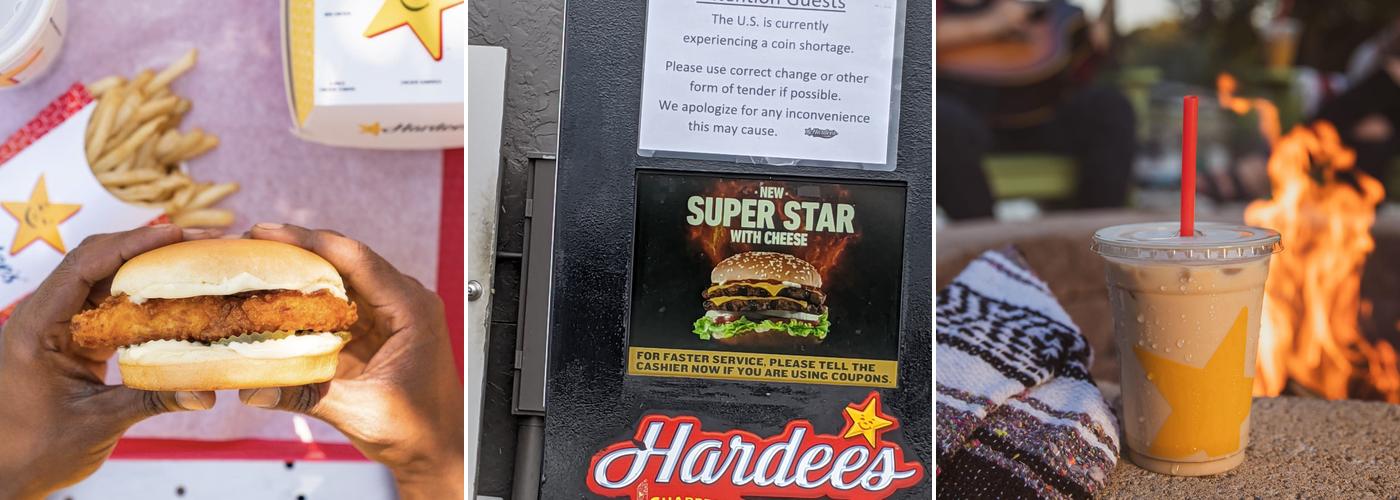 Hardee's
The U.S. is currently
experiencing a coin shortage.
Please use correct change or other
form of tender if possible.
We apologize for any inconvenience
this may cause.
Hardee's
· NEW ·
SUPER STAR
WITH CHEESE
FOR FASTER SERVICE, PLEASE TELL THE
CASHIER NOW IF YOU ARE USING COUPONS.
Hardees